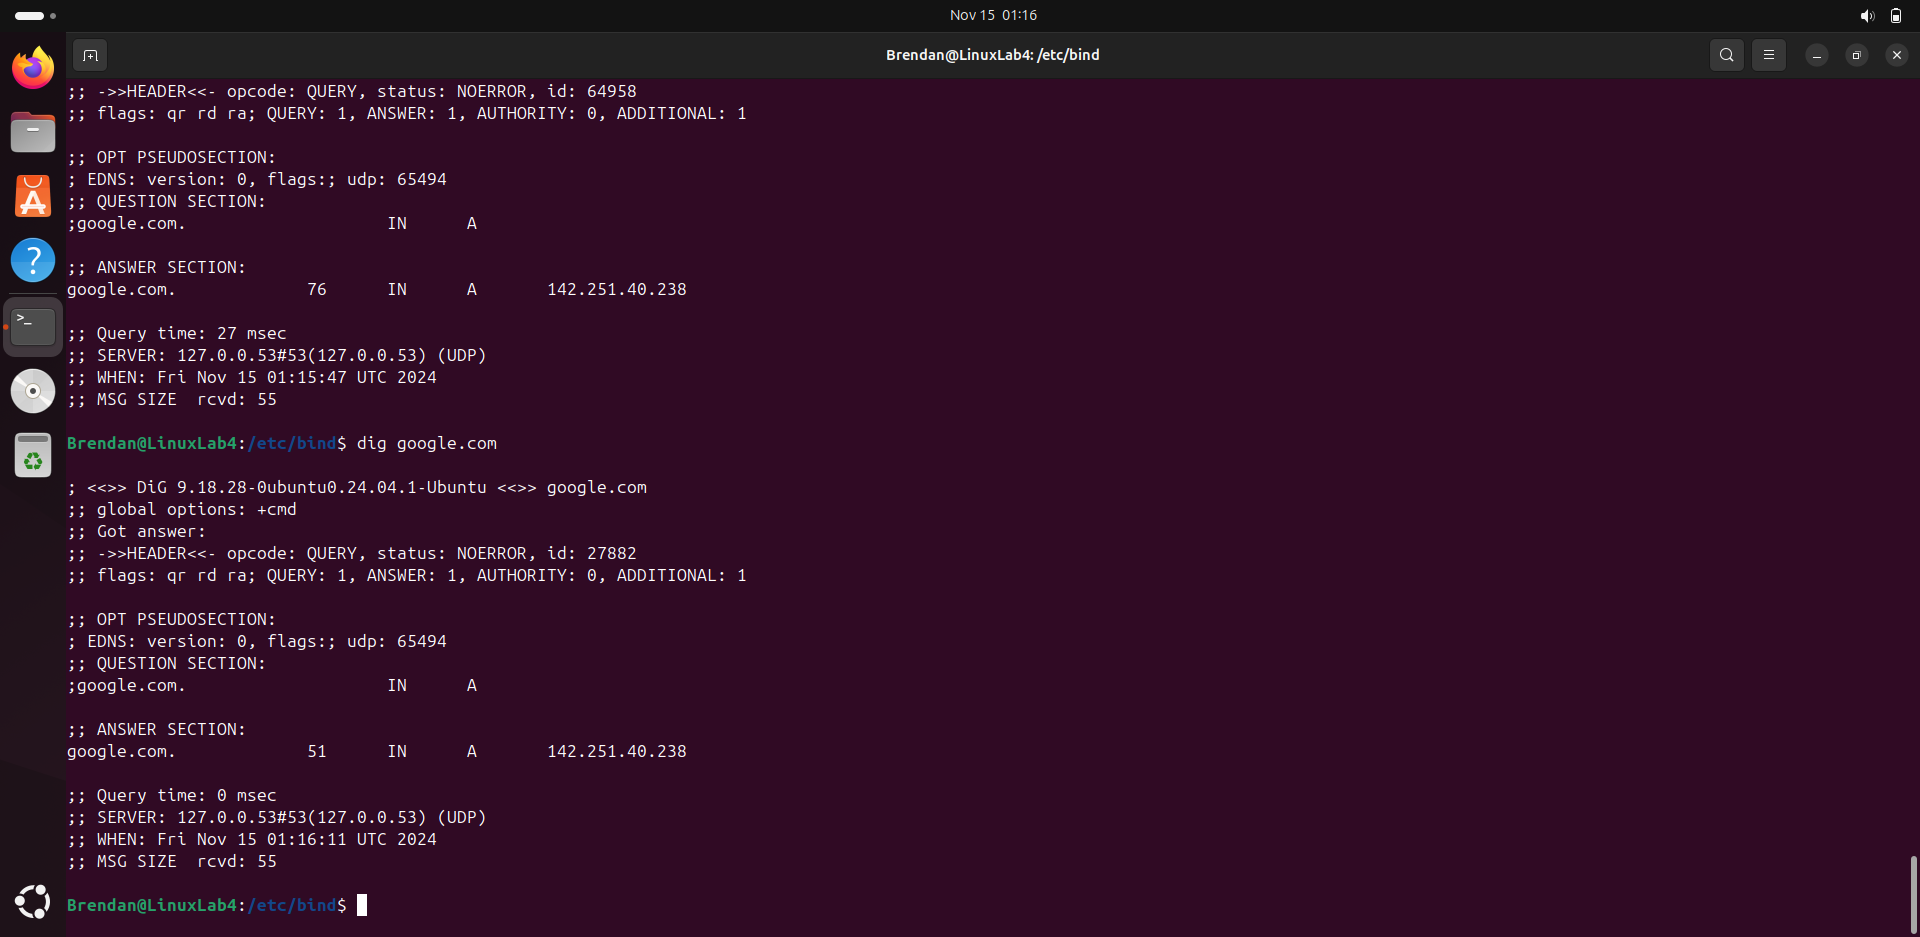 Nov 15 01:16
Brendan@LinuxLab4: /etc/bind
;; ->>HEADER<<- opcode: QUERY, status: NOERROR, id: 64958
;; flags: qr rd ra; QUERY: 1, ANSWER: 1, AUTHORITY: 0, ADDITIONAL: 1
;; OPT PSEUDOSECTION:
; EDNS: version: 0, flags:; udp: 65494
;; QUESTION SECTION:
;google.com. IN A
;; ANSWER SECTION:
google.com. 76 IN A 142.251.40.238
;; Query time: 27 msec
;; SERVER: 127.0.0.53#53(127.0.0.53) (UDP)
;; WHEN: Fri Nov 15 01:15:47 UTC 2024
;; MSG SIZE rcvd: 55
Brendan@LinuxLab4:/etc/bind$ dig google.com
; <<>> DiG 9.18.28-0ubuntu0.24.04.1-Ubuntu <<>> google.com
;; global options: +cmd
;; Got answer:
;; ->>HEADER<<- opcode: QUERY, status: NOERROR, id: 27882
;; flags: qr rd ra; QUERY: 1, ANSWER: 1, AUTHORITY: 0, ADDITIONAL: 1
;; OPT PSEUDOSECTION:
; EDNS: version: 0, flags:; udp: 65494
;; QUESTION SECTION:
;google.com. IN A
;; ANSWER SECTION:
google.com. 51 IN A 142.251.40.238
;; Query time: 0 msec
;; SERVER: 127.0.0.53#53(127.0.0.53) (UDP)
;; WHEN: Fri Nov 15 01:16:11 UTC 2024
;; MSG SIZE rcvd: 55
Brendan@LinuxLab4:/etc/bind$